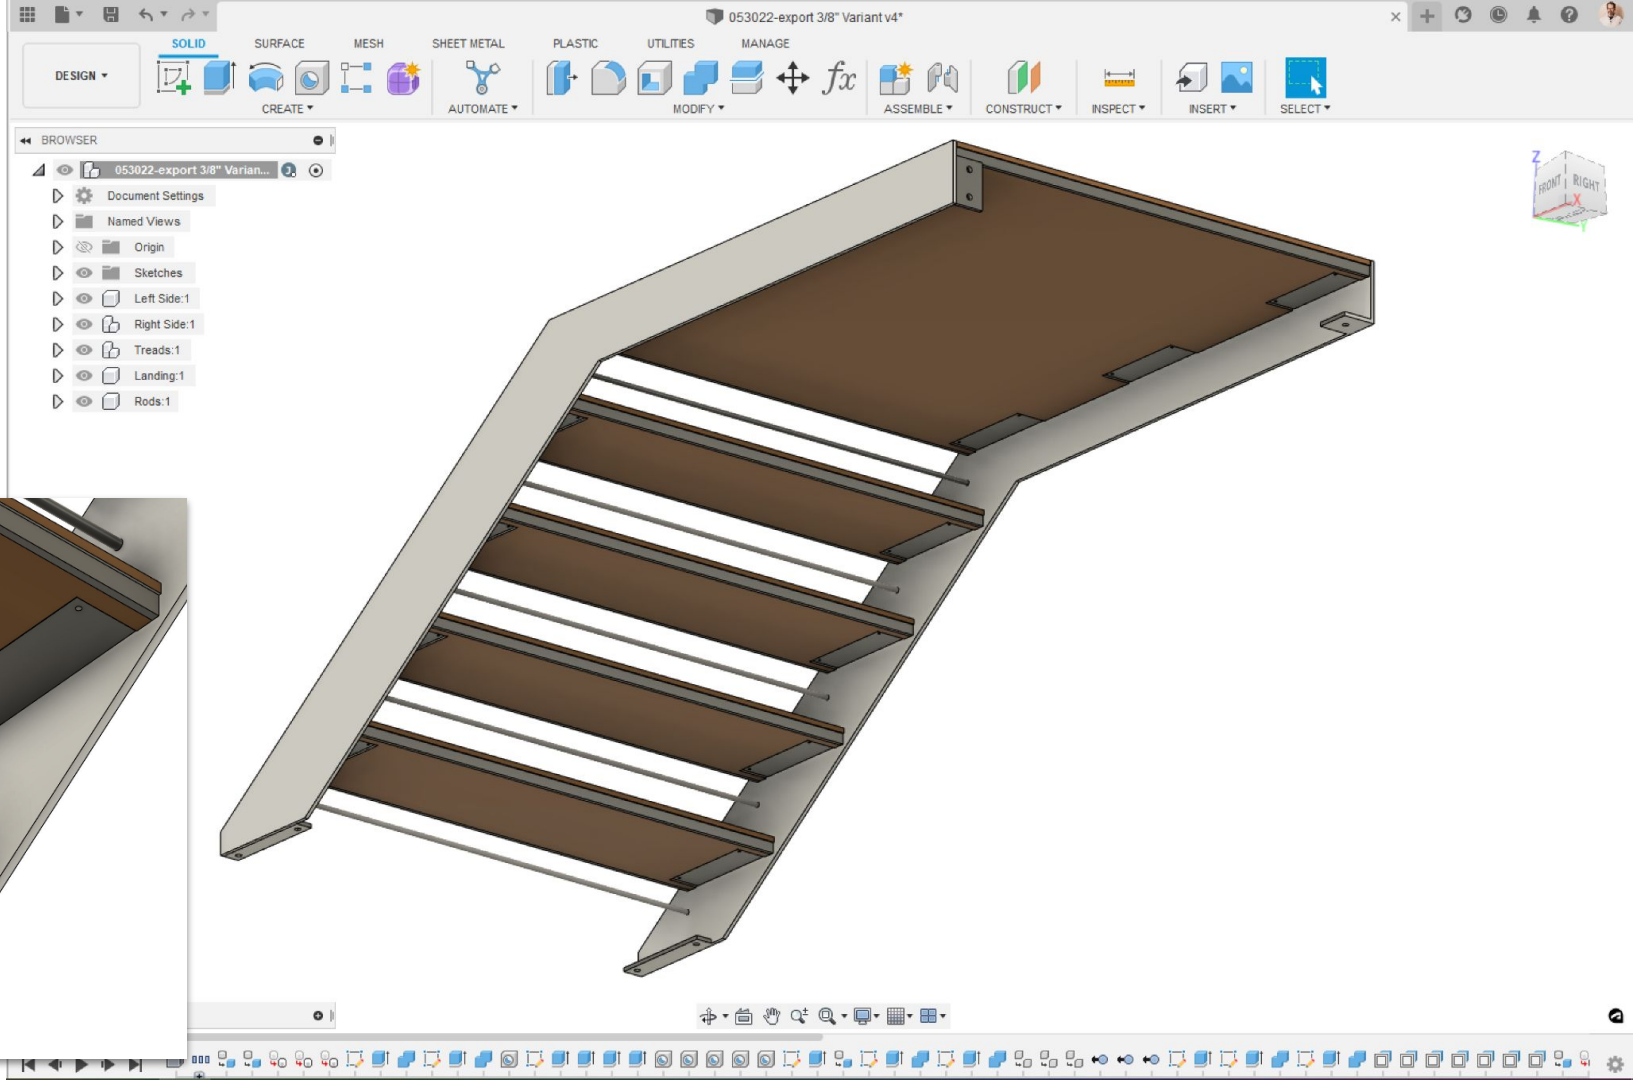 053022-export 3/8" Variant v4*
SOLID SURFACE MESH SHEET METAL PLASTIC UTILITIES MANAGE
DESIGN
CREATE AUTOMATE MODIFY fx ASSEMBLE CONSTRUCT INSPECT INSERT SELECT
BROWSER
053022-export 3/8" Varian...
Document Settings
Named Views
Origin
Sketches
Left Side:1
Right Side:1
Treads:1
Landing:1
Rods:1
Z
FRONT RIGHT
X
Y